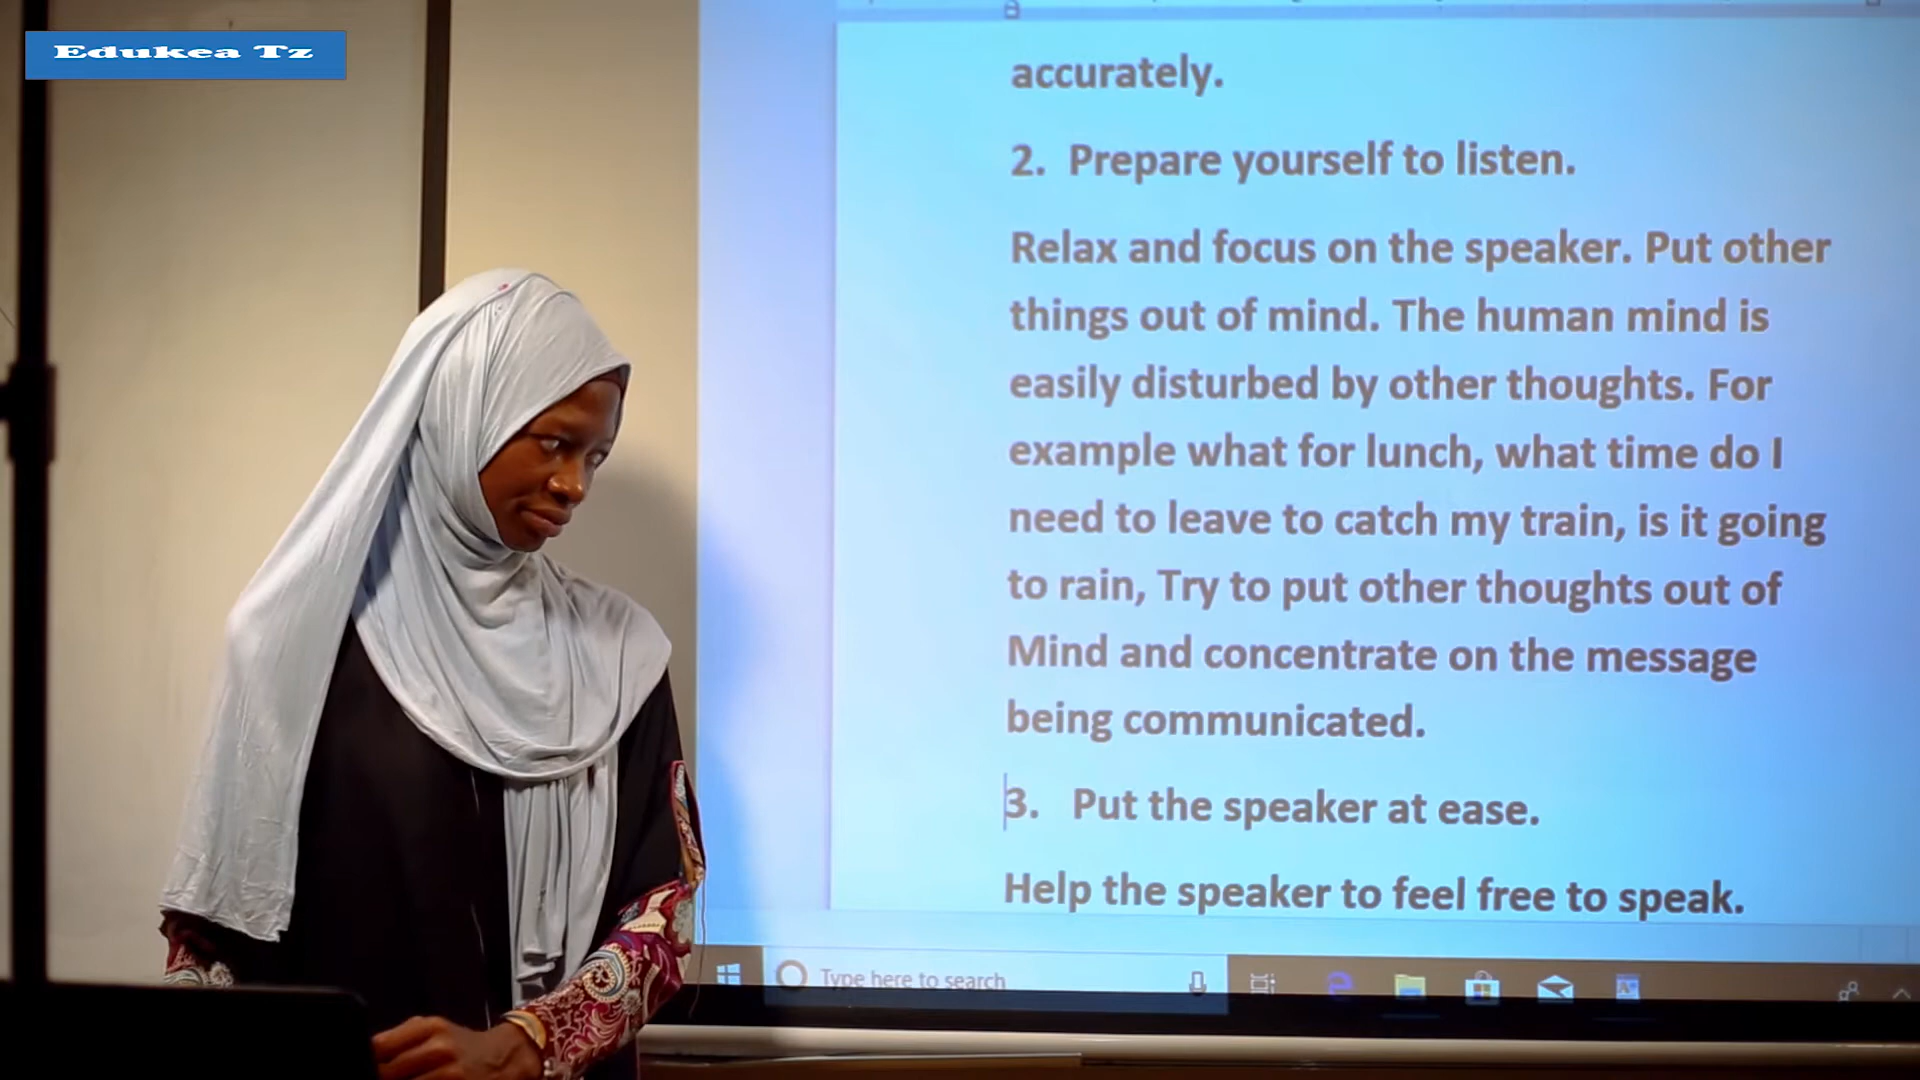 Edukea Tz
accurately.
2. Prepare yourself to listen.
Relax and focus on the speaker. Put other
things out of mind. The human mind is
easily disturbed by other thoughts. For
example what for lunch, what time do I
need to leave to catch my train, is it going
to rain, Try to put other thoughts out of
Mind and concentrate on the message
being communicated.
3. Put the speaker at ease.
Help the speaker to feel free to speak.
Type here to search